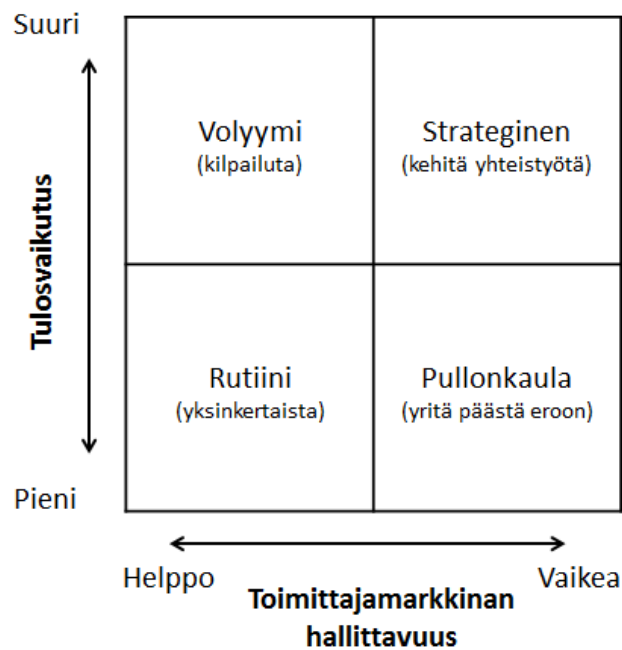 Suuri
Volyymi
(kilpailuta)
Strateginen
(kehitä yhteistyötä)
Tulosvaikutus
Rutiini
(yksinkertaista)
Pullonkaula
(yritä päästä eroon)
Pieni
Helppo
Vaikea
Toimittajamarkkinan
hallittavuus